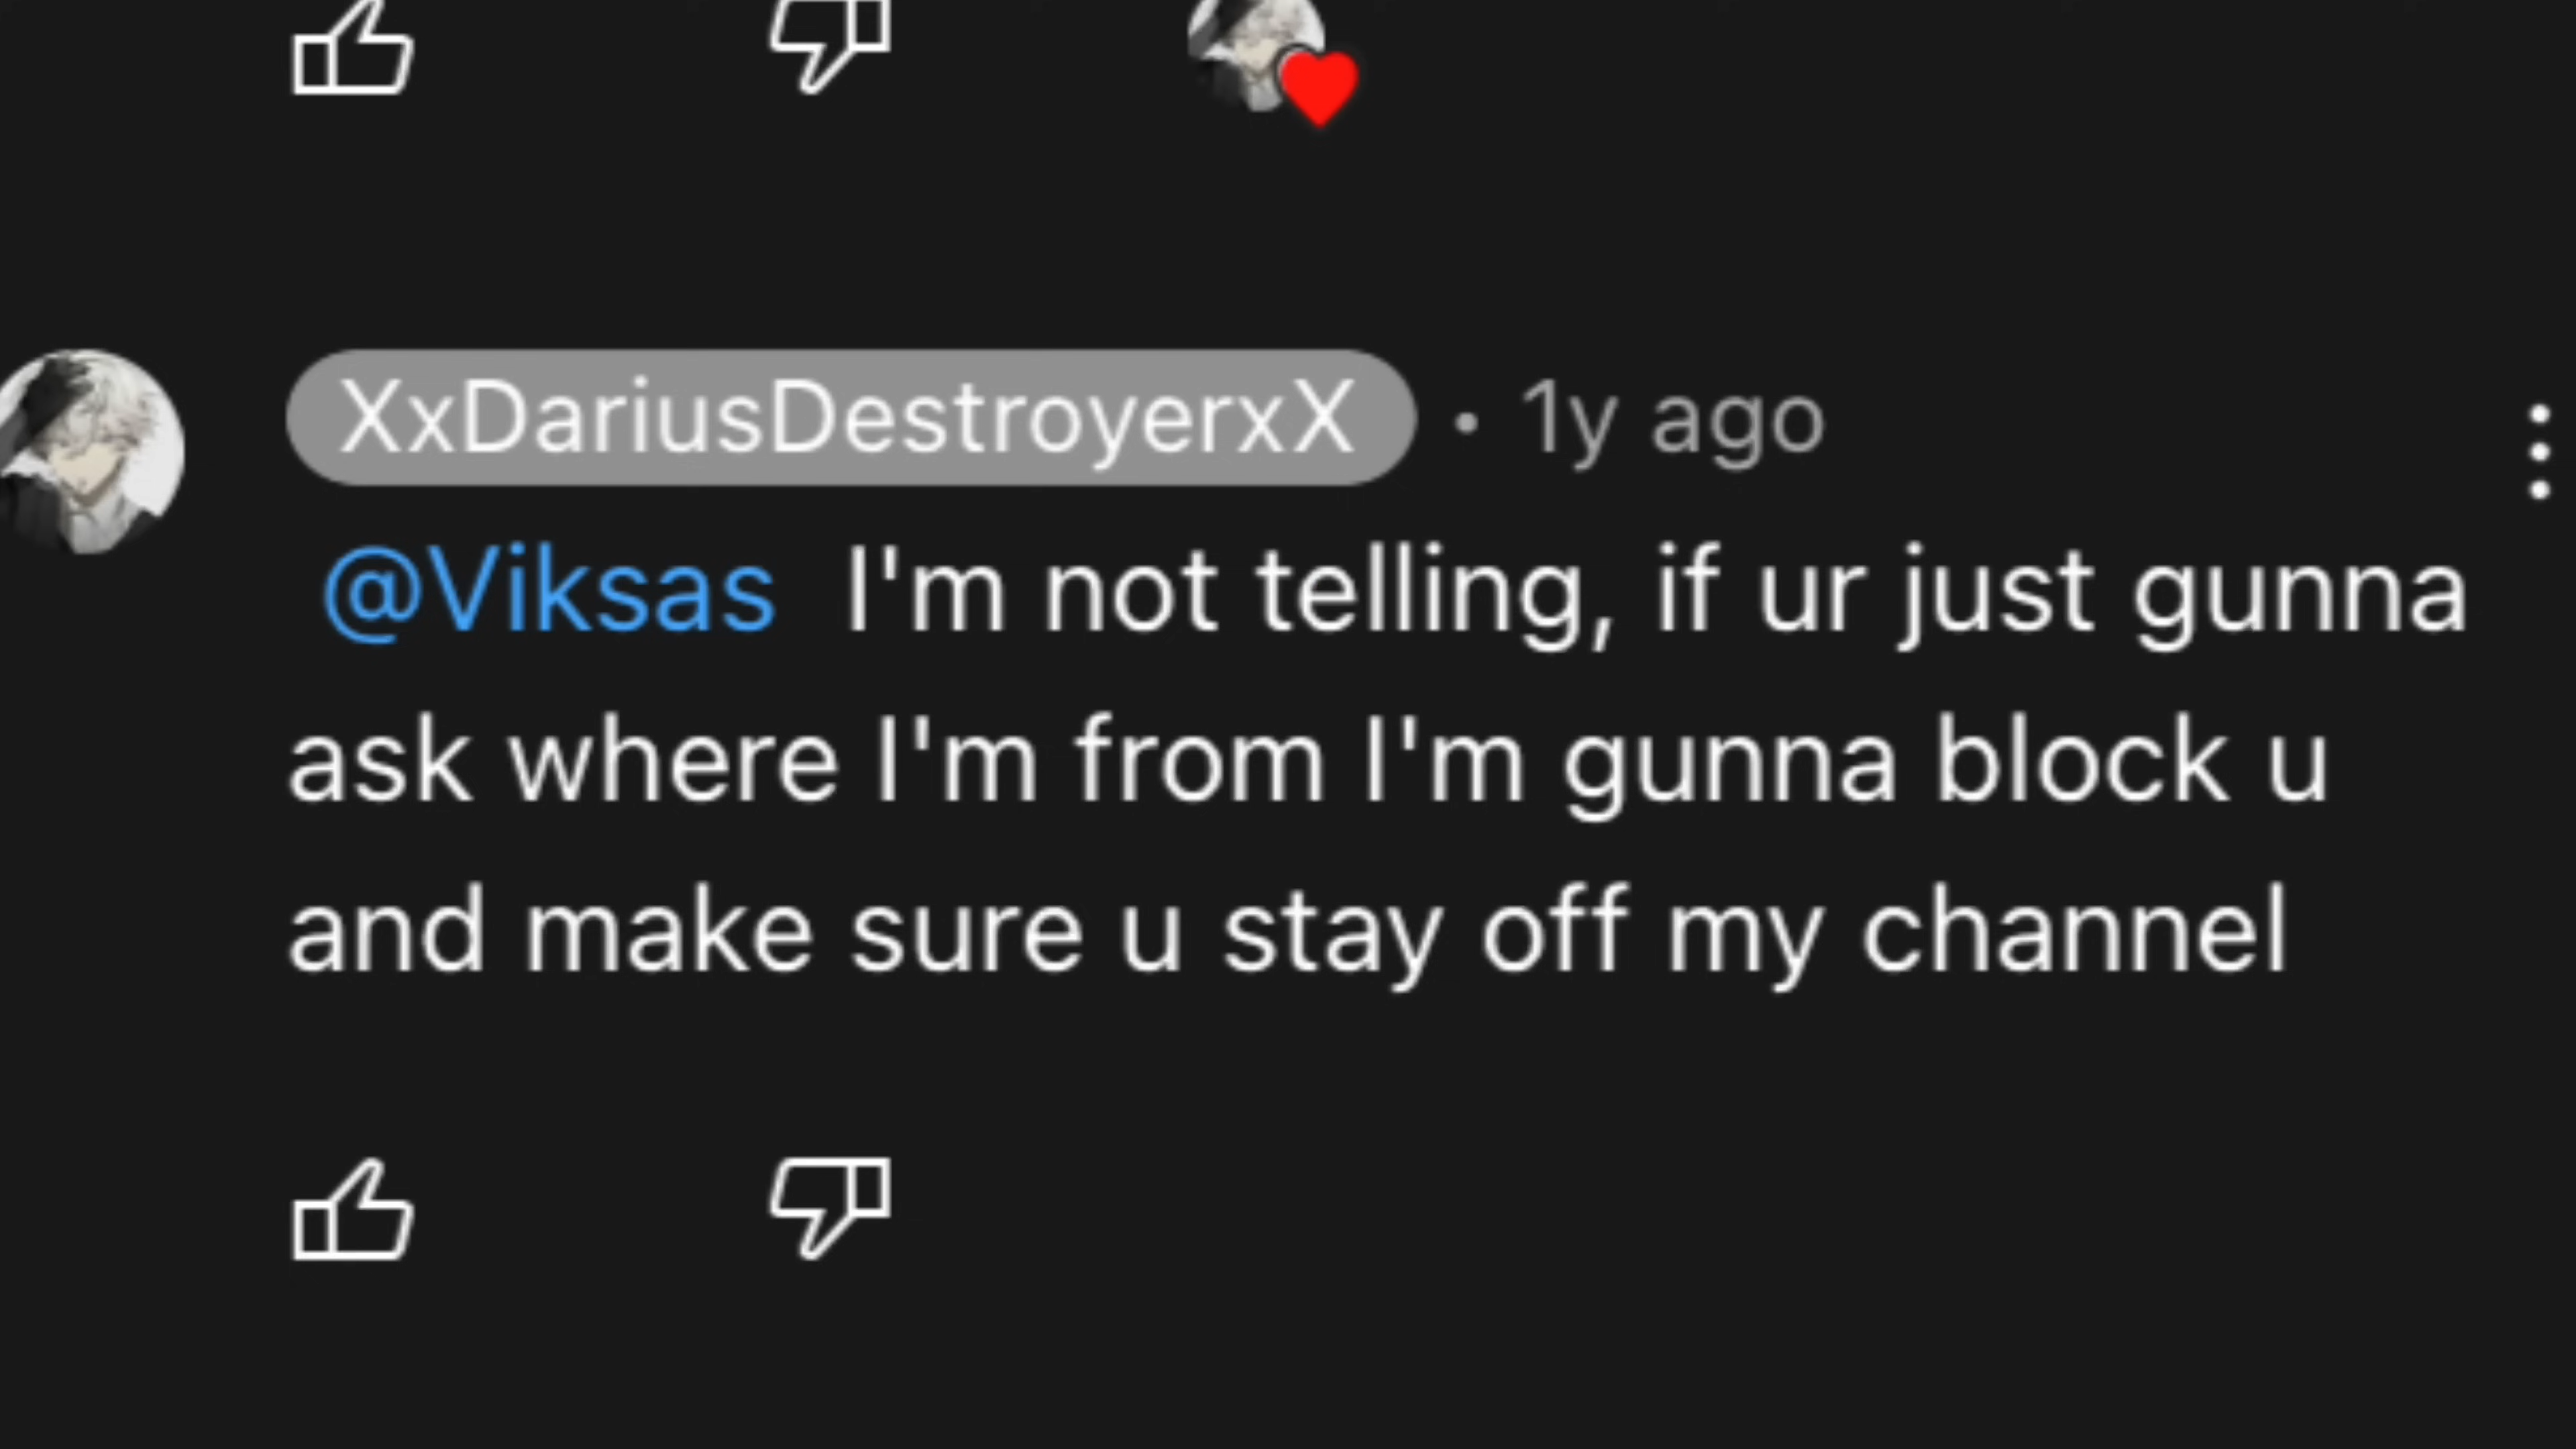 XxDariusDestroyerxX • 1y ago
@Viksas I'm not telling, if ur just gunna
ask where I'm from I'm gunna block u
and make sure u stay off my channel